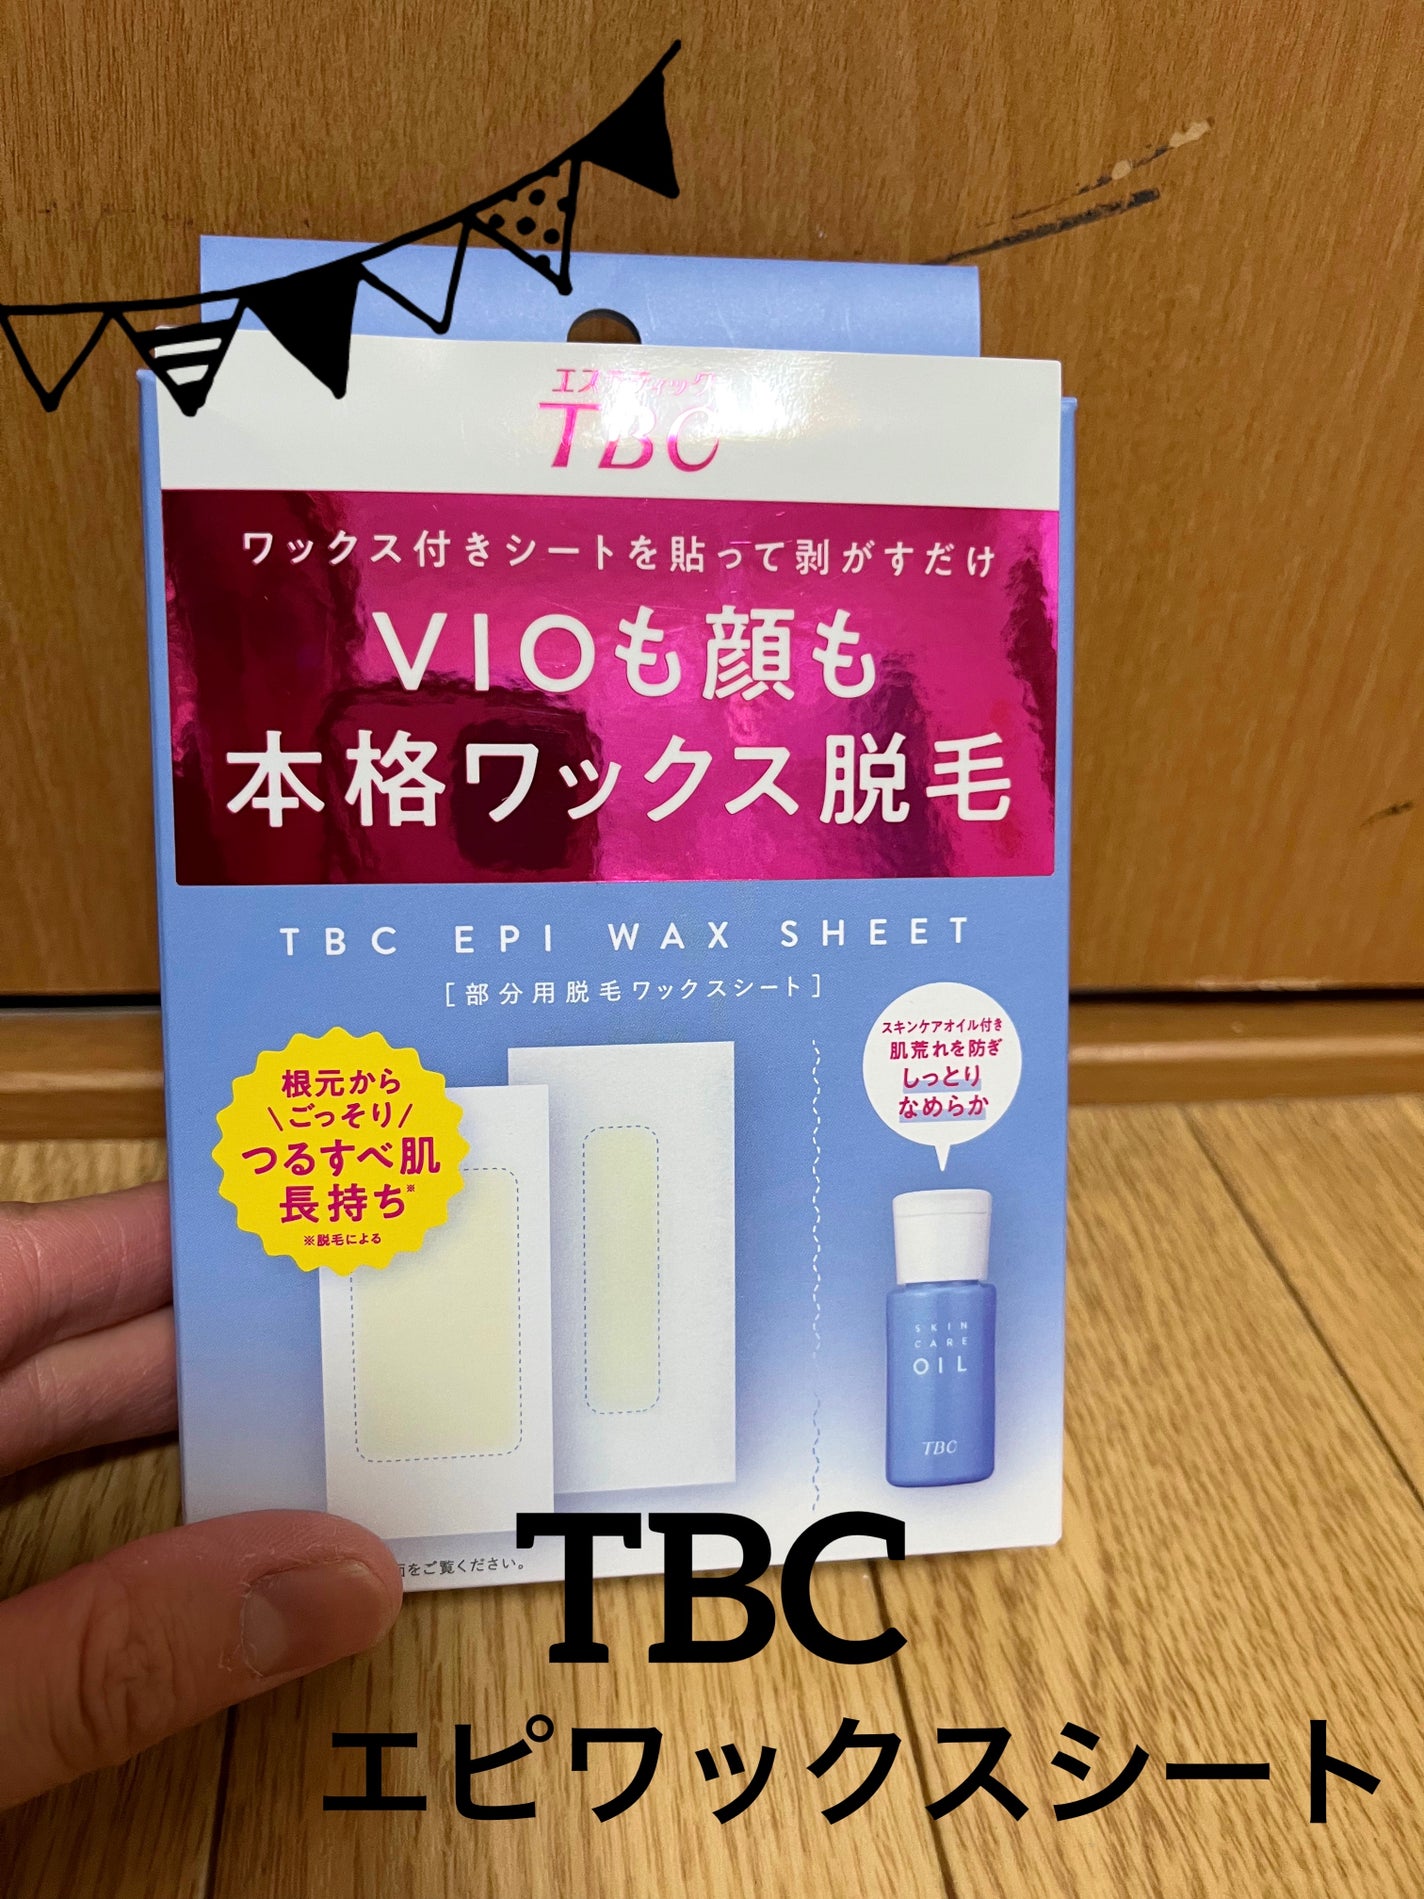 エステティック
TBC
ワックス付きシートを貼って剥がすだけ
VIOも顔も
本格ワックス脱毛
TBC EPI WAX SHEET
[部分用脱毛ワックスシート]
根元から
\ごっそり/
つるすべ肌
長持ち※
※脱毛による
スキンケアオイル付き
肌荒れを防ぎ
しっとり
なめらか
SKIN
CARE
OIL
TBC
をご覧ください。
TBC
エピワックスシート